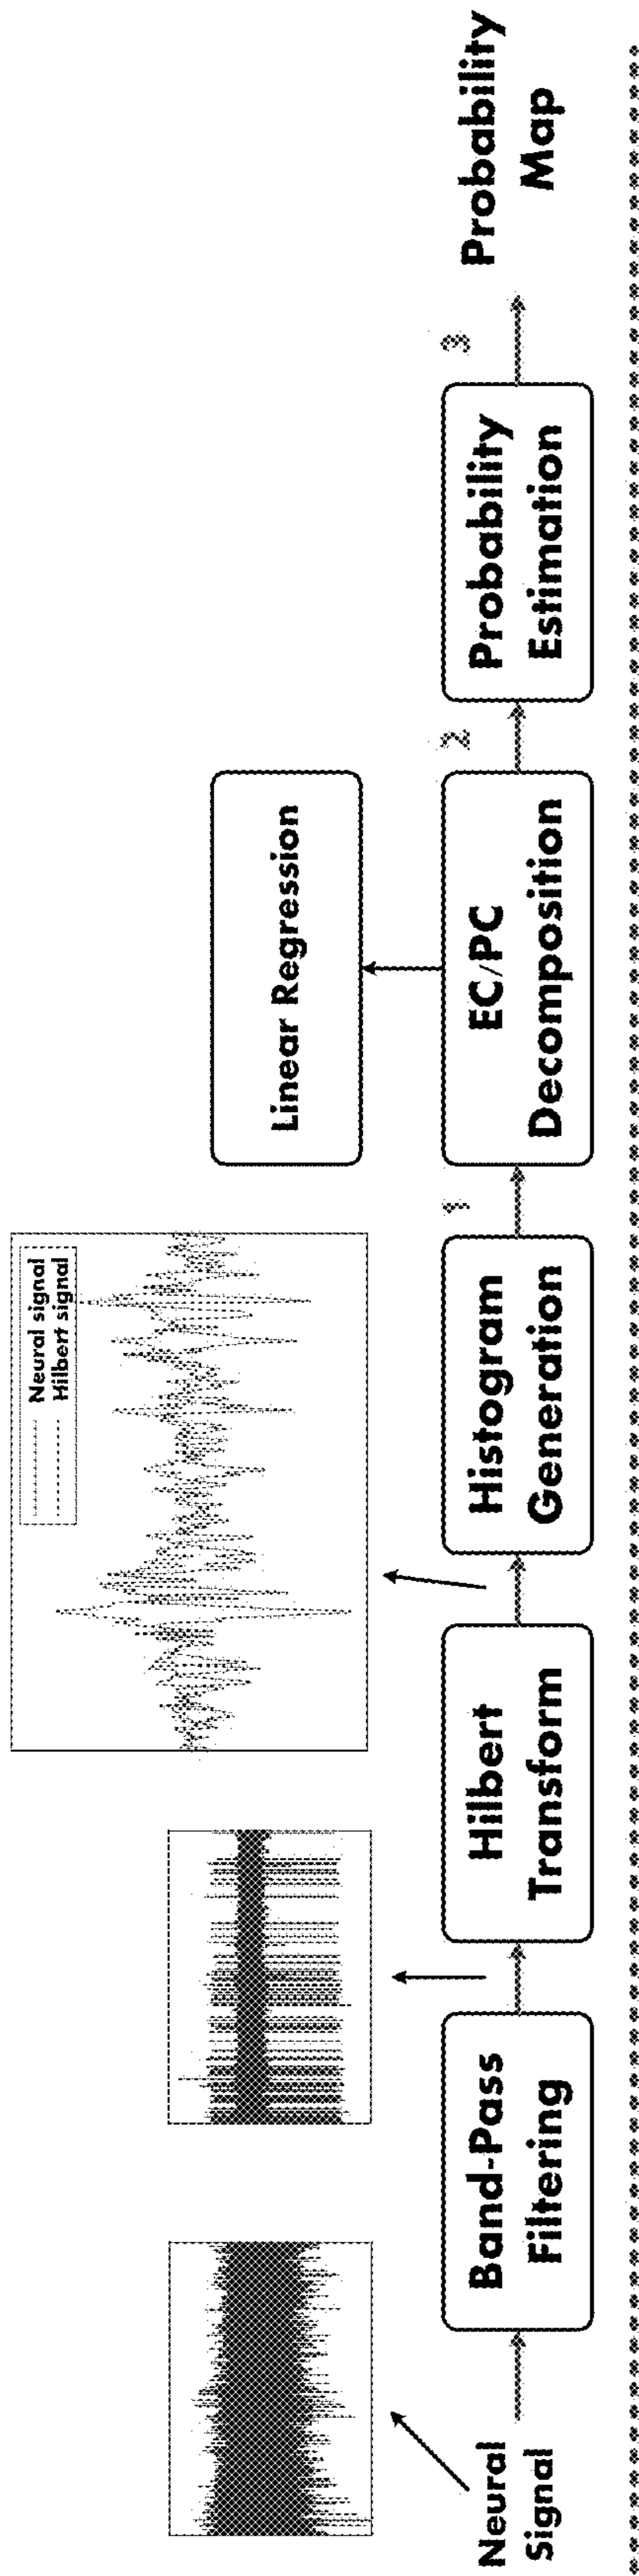 Neural
Signal
Band-Pass
Filtering
Hilbert
Transform
Neural signal
Hilbert signal
Histogram
Generation
1
EC/PC
Decomposition
Linear Regression
2
Probability
Estimation
3
Probability
Map